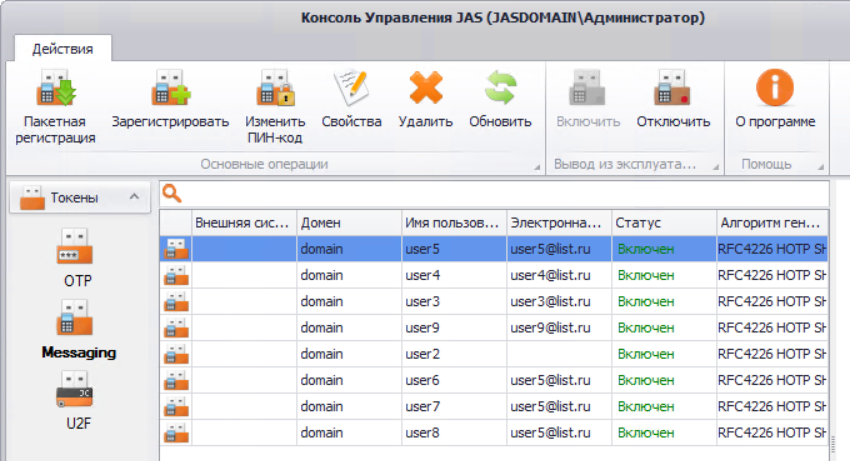 Консоль Управления JAS (JASDOMAIN\Администратор)
Действия
Пакетная регистрация
Зарегистрировать
Изменить ПИН-код
Свойства
Удалить
Обновить
Включить
Отключить
О программе
Основные операции
Вывод из эксплуата...
Помощь
Токены
OTP
Messaging
U2F
Внешняя сис... Домен Имя пользов... Электронна... Статус Алгоритм ген...
domain user5 user5@list.ru Включен RFC4226 HOTP SH
domain user4 user4@list.ru Включен RFC4226 HOTP SH
domain user3 user3@list.ru Включен RFC4226 HOTP SH
domain user9 user9@list.ru Включен RFC4226 HOTP SH
domain user2 Включен RFC4226 HOTP SH
domain user6 user5@list.ru Включен RFC4226 HOTP SH
domain user7 user5@list.ru Включен RFC4226 HOTP SH
domain user8 user5@list.ru Включен RFC4226 HOTP SH